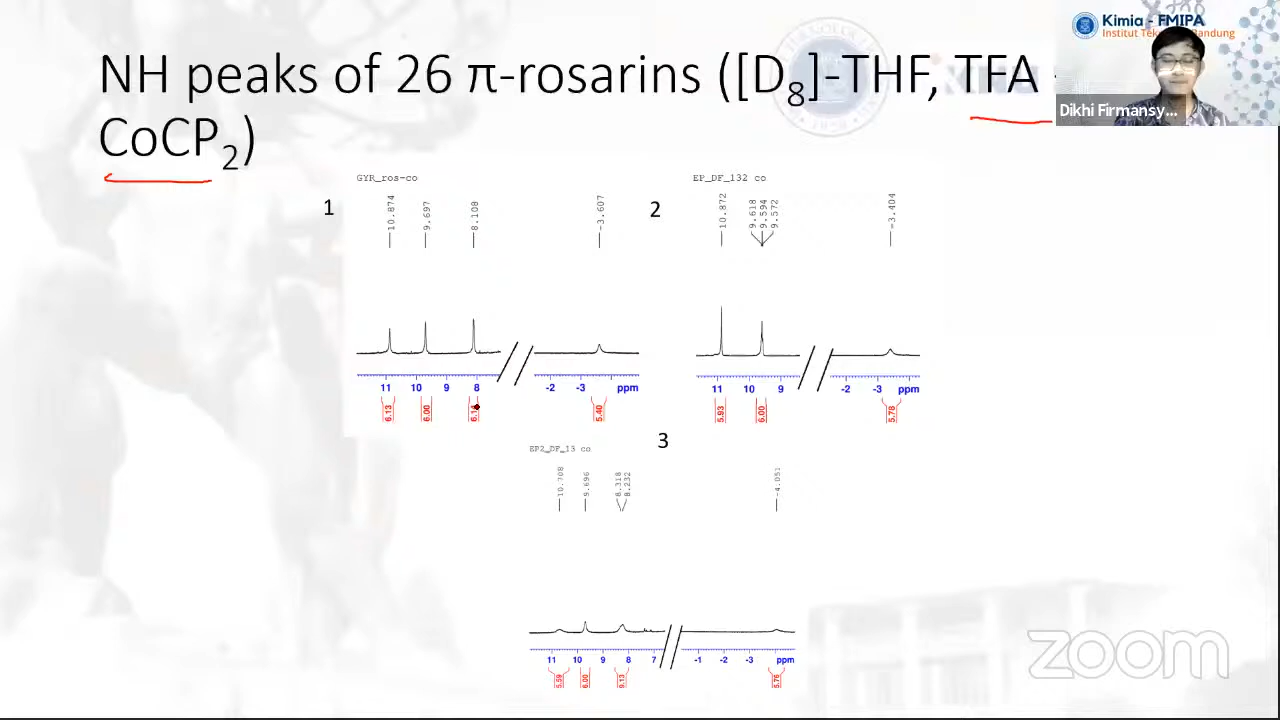 Kimia - FMIPA
Institut Teknologi Bandung
NH peaks of 26 π-rosarins ([D8]-THF, TFA
CoCP2)
Dikhi Firmansy...
GYR_ros-co
1
10.874
9.697
8.108
-3.607
11 10 9 8 -2 -3 ppm
6.13
6.00
5.40
EP_DF_132 co
2
10.872
9.618
9.594
9.572
-3.404
11 10 9 -2 -3 ppm
5.93
6.00
5.78
3
EP2_DF_13 co
10.708
9.696
8.318
8.232
-4.051
11 10 9 8 7 -1 -2 -3 ppm
5.59
6.00
9.13
5.76
zoom